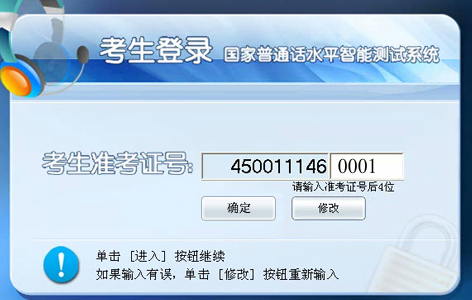 考生登录 国家普通话水平智能测试系统
考生准考证号: 450011146 0001
请输入准考证号后4位
确定 修改
单击 [进入] 按钮继续
如果输入有误, 单击 [修改] 按钮重新输入